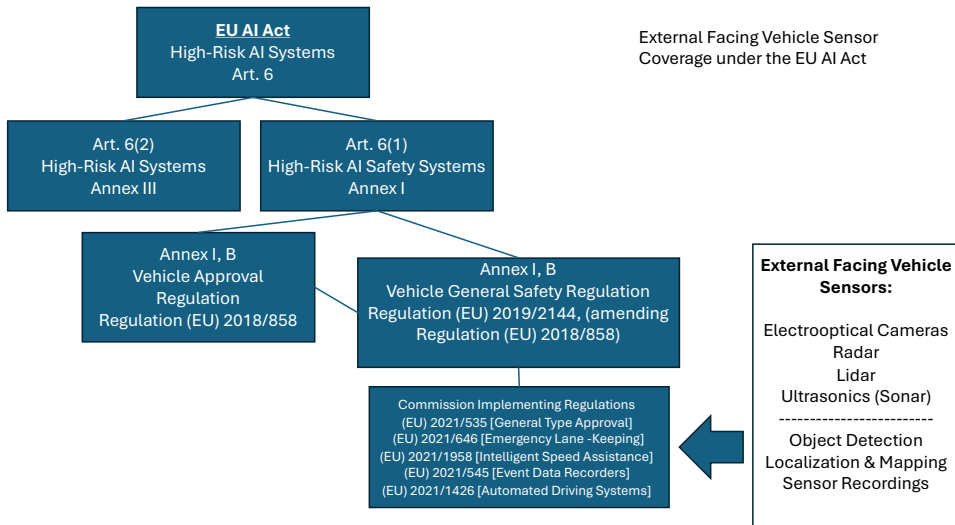 EU AI Act
High-Risk AI Systems
Art. 6
External Facing Vehicle Sensor
Coverage under the EU AI Act
Art. 6(2)
High-Risk AI Systems
Annex III
Art. 6(1)
High-Risk AI Safety Systems
Annex I
Annex I, B
Vehicle Approval
Regulation
Regulation (EU) 2018/858
Annex I, B
Vehicle General Safety Regulation
Regulation (EU) 2019/2144, (amending
Regulation (EU) 2018/858)
Commission Implementing Regulations
(EU) 2021/535 [General Type Approval]
(EU) 2021/646 [Emergency Lane -Keeping]
(EU) 2021/1958 [Intelligent Speed Assistance]
(EU) 2021/545 [Event Data Recorders]
(EU) 2021/1426 [Automated Driving Systems]
External Facing Vehicle
Sensors:
Electrooptical Cameras
Radar
Lidar
Ultrasonics (Sonar)
-------------------------
Object Detection
Localization & Mapping
Sensor Recordings